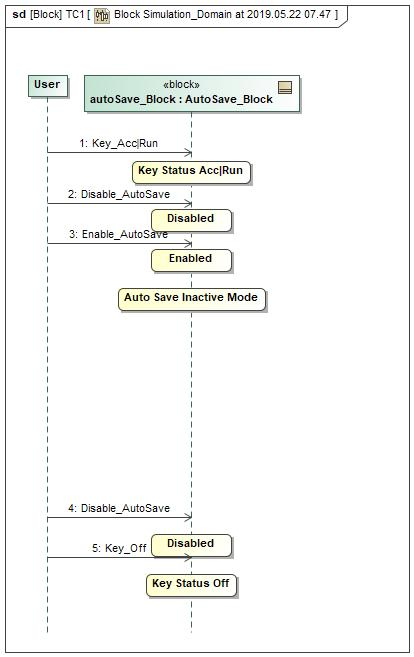 sd [Block] TC1 [ Block Simulation_Domain at 2019.05.22 07.47 ]
User
«block»
autoSave_Block : AutoSave_Block
1: Key_Acc|Run
Key Status Acc|Run
2: Disable_AutoSave
Disabled
3: Enable_AutoSave
Enabled
Auto Save Inactive Mode
4: Disable_AutoSave
Disabled
5: Key_Off
Key Status Off